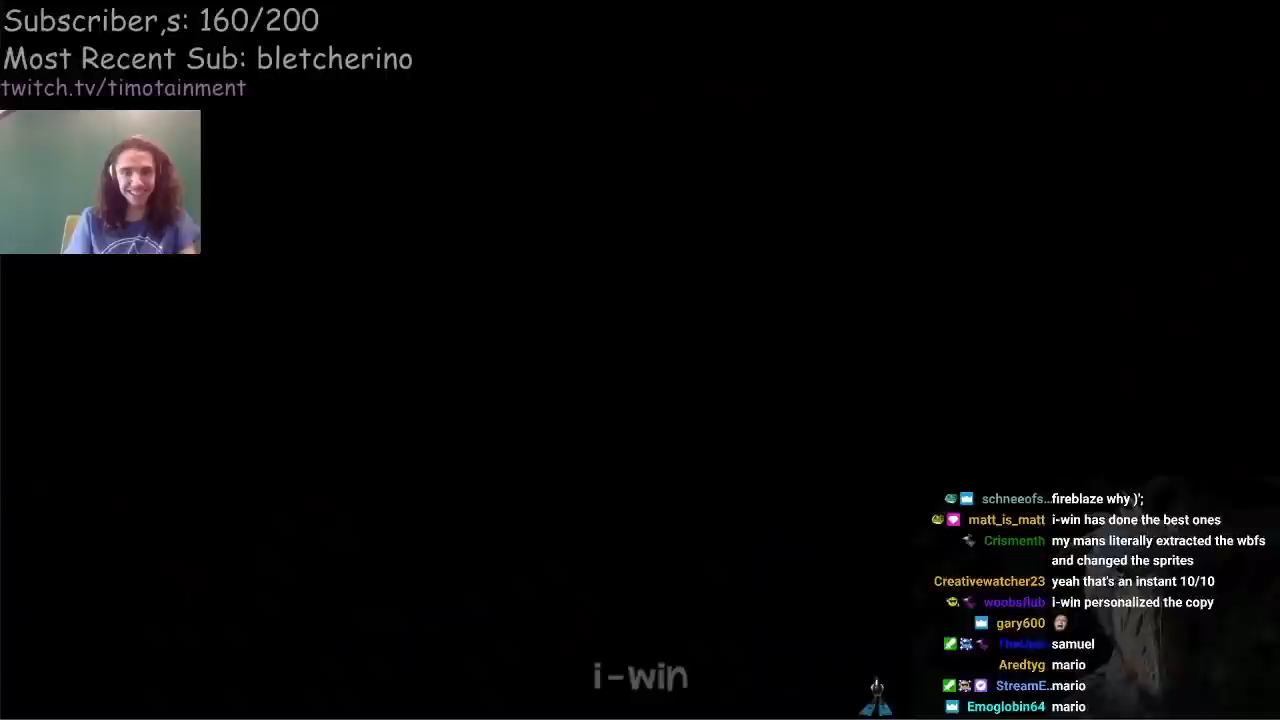 Subscriber,s: 160/200
Most Recent Sub: bletcherino
twitch.tv/timotainment
schneeofs...fireblaze why )';
matt_is_matt i-win has done the best ones
Crismenth my mans literally extracted the wbfs
and changed the sprites
Creativewatcher23 yeah that's an instant 10/10
woobsflub i-win personalized the copy
gary600
samuel
Aredtyg mario
StreamE...mario
Emoglobin64 mario
i-win